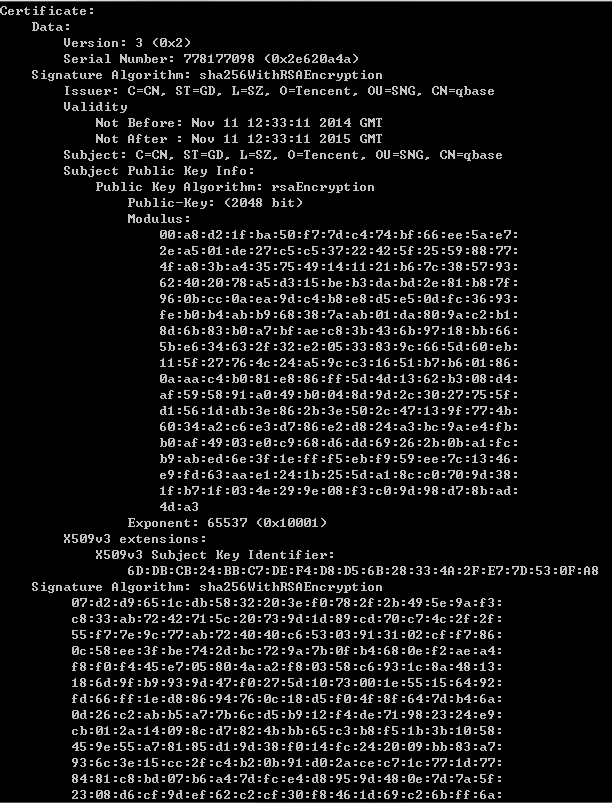 Certificate:
Data:
Version: 3 (0x2)
Serial Number: 778177098 (0x2e620a4a)
Signature Algorithm: sha256WithRSAEncryption
Issuer: C=CN, ST=GD, L=SZ, O=Tencent, OU=SNG, CN=qbase
Validity
Not Before: Nov 11 12:33:11 2014 GMT
Not After : Nov 11 12:33:11 2015 GMT
Subject: C=CN, ST=GD, L=SZ, O=Tencent, OU=SNG, CN=qbase
Subject Public Key Info:
Public Key Algorithm: rsaEncryption
Public-Key: (2048 bit)
Modulus:
00:a8:d2:1f:ba:50:f7:7d:c4:74:bf:66:ee:5a:e7:
2e:a5:01:de:27:c5:c5:37:22:42:5f:25:59:88:77:
4f:a8:3b:a4:35:75:49:14:11:21:b6:7c:38:57:93:
62:40:20:78:a5:d3:15:be:b3:da:bd:2e:81:b8:7f:
96:0b:cc:0a:ea:9d:c4:b8:e8:d5:e5:0d:fc:36:93:
fe:b0:b4:ab:b9:68:38:7a:ab:01:da:80:9a:c2:b1:
8d:6b:83:b0:a7:bf:ae:c8:3b:43:6b:97:18:bb:66:
5b:e6:34:63:2f:32:e2:05:33:83:9c:66:5d:60:eb:
11:5f:27:76:4c:24:a5:9c:c3:16:51:b7:b6:01:86:
0a:aa:c4:b0:81:e8:86:ff:5d:4d:13:62:b3:08:d4:
af:59:58:91:a0:49:b0:04:8d:9d:2c:30:27:75:5f:
d1:56:1d:db:3e:86:2b:3e:50:2c:47:13:9f:77:4b:
60:34:a2:c6:e3:d7:86:e2:d8:24:a3:bc:9a:e4:fb:
b0:af:49:03:e0:c9:68:d6:dd:69:26:2b:0b:a1:fc:
b9:ab:ed:6e:3f:1e:ff:f5:eb:f9:59:ee:7c:13:46:
e9:fd:63:aa:e1:24:1b:25:5d:a1:8c:c0:70:9d:38:
1f:b7:1f:03:4e:29:9e:08:f3:c0:9d:98:d7:8b:ad:
4d:a3
Exponent: 65537 (0x10001)
X509v3 extensions:
X509v3 Subject Key Identifier:
6D:DB:CB:24:BB:C7:DE:F4:D8:D5:6B:28:33:4A:2F:E7:7D:53:0F:A8
Signature Algorithm: sha256WithRSAEncryption
07:d2:d9:65:1c:db:58:32:20:3e:f0:78:2f:2b:49:5e:9a:f3:
c8:33:ab:72:42:71:5c:20:73:9d:1d:89:cd:70:c7:4c:2f:2f:
55:f7:7e:9c:77:ab:72:40:40:c6:53:03:91:31:02:cf:f7:86:
0c:58:ee:3f:be:74:2d:bc:72:9a:7b:0f:b4:68:0e:f2:ae:a4:
f8:f0:f4:45:e7:05:80:4a:a2:f8:03:58:c6:93:1c:8a:48:13:
18:6d:9f:b9:93:9d:47:f0:27:5d:10:73:00:1e:55:15:64:92:
fd:66:ff:1e:d8:86:94:76:0c:18:d5:f0:4f:8f:64:7d:b4:6a:
0d:26:c2:ab:b5:a7:7b:6c:d5:b9:12:f4:de:71:98:23:24:e9:
cb:01:2a:14:09:8c:d7:82:4b:bb:65:c3:b8:f5:1b:3b:10:58:
45:9e:55:a7:81:85:d1:9d:38:f0:14:fc:24:20:09:bb:83:a7:
93:6c:3e:15:cc:2f:c4:b2:0b:91:d0:2a:ce:c7:1c:77:1d:77:
84:81:c8:bd:07:b6:a4:7d:fc:e4:d8:95:9d:48:0e:7d:7a:5f:
23:08:d6:cf:9d:ef:62:c2:cf:30:f8:46:1d:69:c2:6b:ff:6a: